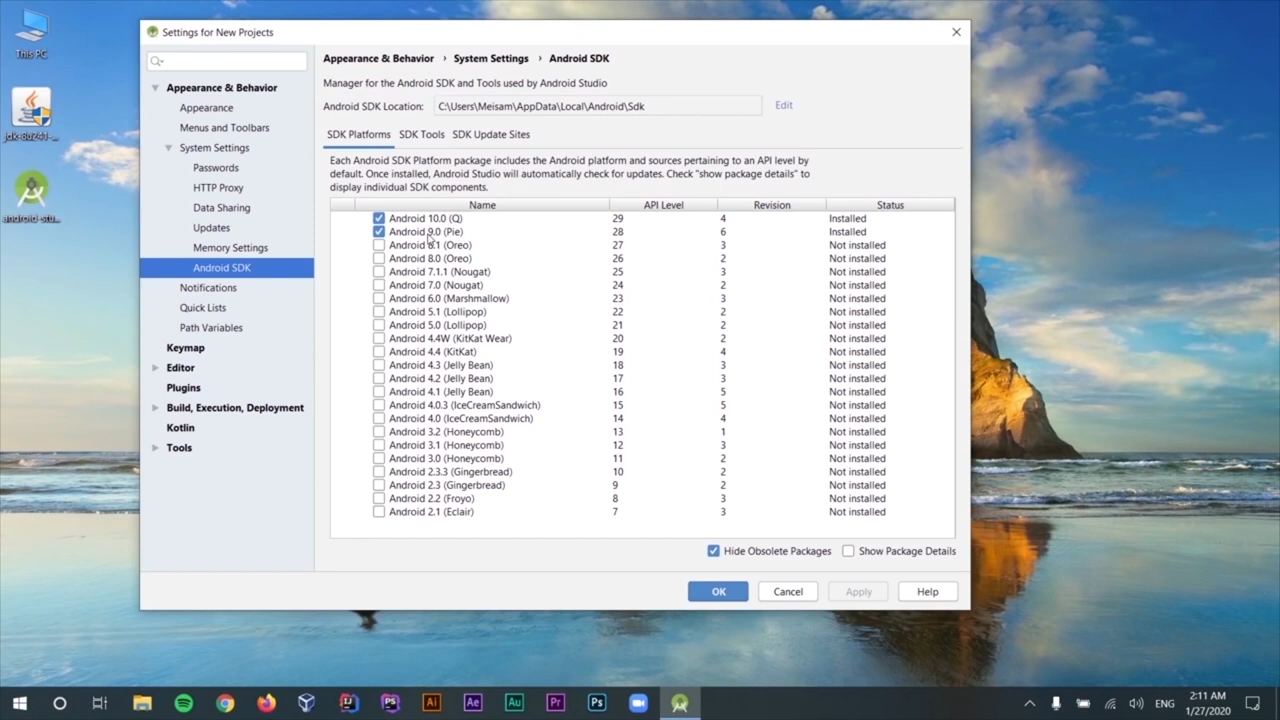 This PC
jdk-8u241-...
android-stu...
Settings for New Projects
Appearance & Behavior
Appearance
Menus and Toolbars
System Settings
Passwords
HTTP Proxy
Data Sharing
Updates
Memory Settings
Android SDK
Notifications
Quick Lists
Path Variables
Keymap
Editor
Plugins
Build, Execution, Deployment
Kotlin
Tools
Appearance & Behavior › System Settings › Android SDK
Manager for the Android SDK and Tools used by Android Studio
Android SDK Location: C:\Users\Meisam\AppData\Local\Android\Sdk Edit
SDK Platforms SDK Tools SDK Update Sites
Each Android SDK Platform package includes the Android platform and sources pertaining to an API level by
default. Once installed, Android Studio will automatically check for updates. Check "show package details" to
display individual SDK components.
Name API Level Revision Status
Android 10.0 (Q) 29 4 Installed
Android 9.0 (Pie) 28 6 Installed
Android 8.1 (Oreo) 27 3 Not installed
Android 8.0 (Oreo) 26 2 Not installed
Android 7.1.1 (Nougat) 25 3 Not installed
Android 7.0 (Nougat) 24 2 Not installed
Android 6.0 (Marshmallow) 23 3 Not installed
Android 5.1 (Lollipop) 22 2 Not installed
Android 5.0 (Lollipop) 21 2 Not installed
Android 4.4W (KitKat Wear) 20 2 Not installed
Android 4.4 (KitKat) 19 4 Not installed
Android 4.3 (Jelly Bean) 18 3 Not installed
Android 4.2 (Jelly Bean) 17 3 Not installed
Android 4.1 (Jelly Bean) 16 5 Not installed
Android 4.0.3 (IceCreamSandwich) 15 5 Not installed
Android 4.0 (IceCreamSandwich) 14 4 Not installed
Android 3.2 (Honeycomb) 13 1 Not installed
Android 3.1 (Honeycomb) 12 3 Not installed
Android 3.0 (Honeycomb) 11 2 Not installed
Android 2.3.3 (Gingerbread) 10 2 Not installed
Android 2.3 (Gingerbread) 9 2 Not installed
Android 2.2 (Froyo) 8 3 Not installed
Android 2.1 (Eclair) 7 3 Not installed
Hide Obsolete Packages Show Package Details
OK Cancel Apply Help
PS Ai Ae Au Pr Ps
ENG
2:11 AM
1/27/2020